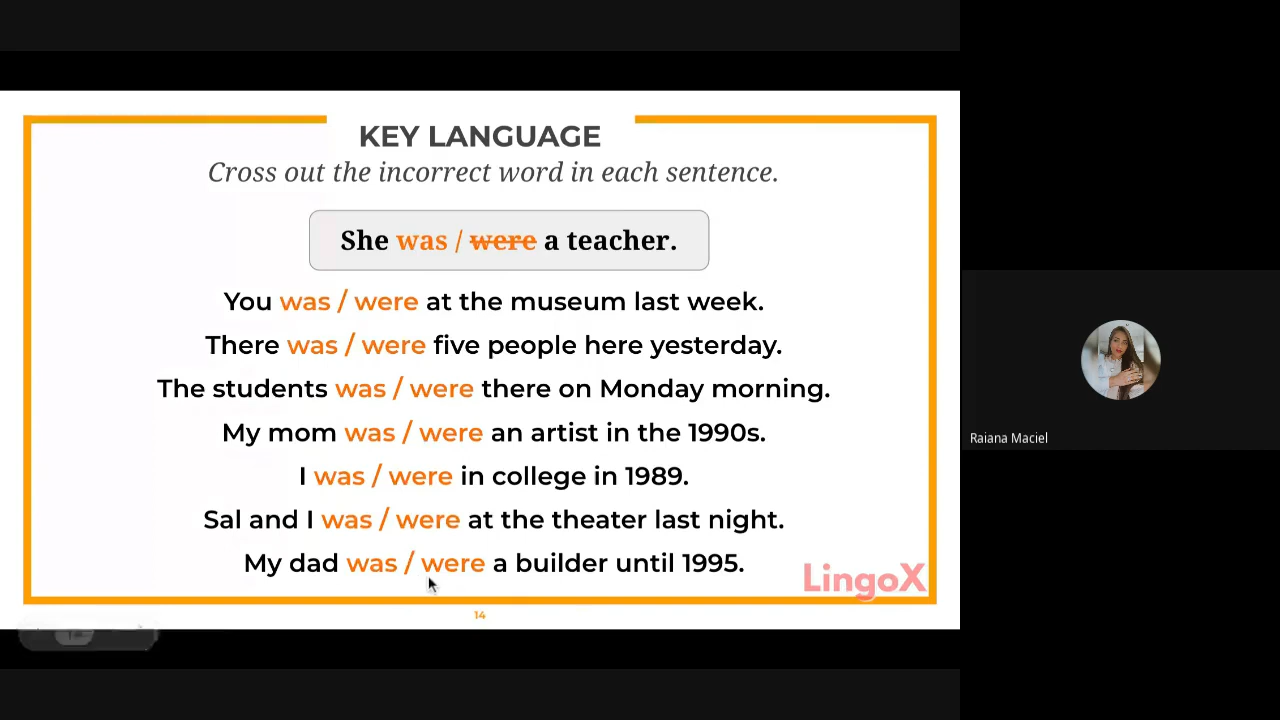 KEY LANGUAGE
Cross out the incorrect word in each sentence.
She was / were a teacher.
You was / were at the museum last week.
There was / were five people here yesterday.
The students was / were there on Monday morning.
My mom was / were an artist in the 1990s.
I was / were in college in 1989.
Sal and I was / were at the theater last night.
My dad was / were a builder until 1995.
LingoX
14
Raiana Maciel